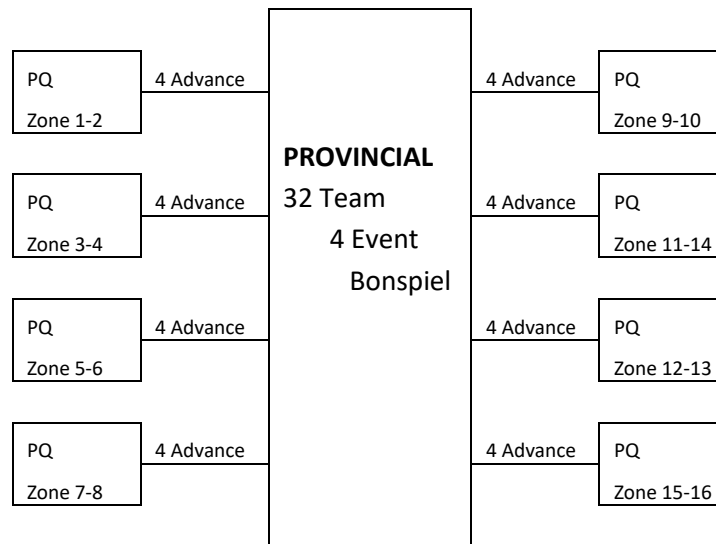 PQ
Zone 1-2
4 Advance
PQ
Zone 3-4
4 Advance
PQ
Zone 5-6
4 Advance
PQ
Zone 7-8
4 Advance
PROVINCIAL
32 Team
4 Event
Bonspiel
4 Advance
PQ
Zone 9-10
4 Advance
PQ
Zone 11-14
4 Advance
PQ
Zone 12-13
4 Advance
PQ
Zone 15-16